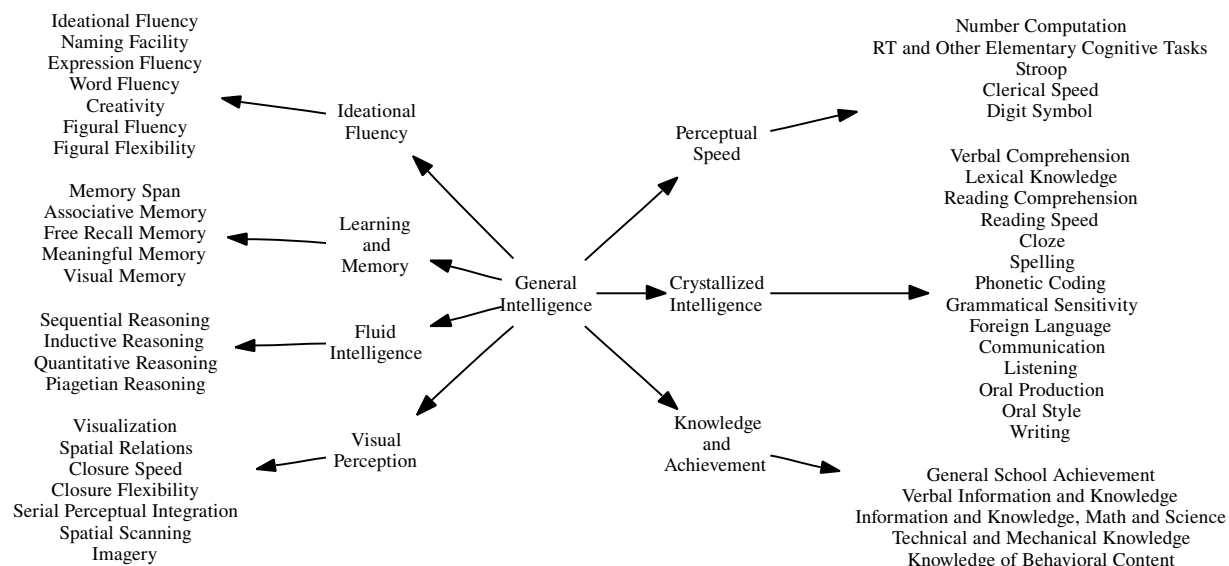 Ideational Fluency
Naming Facility
Expression Fluency
Word Fluency
Creativity
Figural Fluency
Figural Flexibility
Ideational
Fluency
Memory Span
Associative Memory
Free Recall Memory
Meaningful Memory
Visual Memory
Learning
and
Memory
Sequential Reasoning
Inductive Reasoning
Quantitative Reasoning
Piagetian Reasoning
Fluid
Intelligence
Visualization
Spatial Relations
Closure Speed
Closure Flexibility
Serial Perceptual Integration
Spatial Scanning
Imagery
Visual
Perception
General
Intelligence
Perceptual
Speed
Number Computation
RT and Other Elementary Cognitive Tasks
Stroop
Clerical Speed
Digit Symbol
Crystallized
Intelligence
Verbal Comprehension
Lexical Knowledge
Reading Comprehension
Reading Speed
Cloze
Spelling
Phonetic Coding
Grammatical Sensitivity
Foreign Language
Communication
Listening
Oral Production
Oral Style
Writing
Knowledge
and
Achievement
General School Achievement
Verbal Information and Knowledge
Information and Knowledge, Math and Science
Technical and Mechanical Knowledge
Knowledge of Behavioral Content